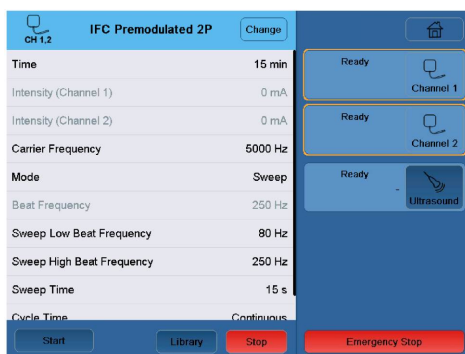 CH 1,2
IFC Premodulated 2P
Change
Time 15 min
Intensity (Channel 1) 0 mA
Intensity (Channel 2) 0 mA
Carrier Frequency 5000 Hz
Mode Sweep
Beat Frequency 250 Hz
Sweep Low Beat Frequency 80 Hz
Sweep High Beat Frequency 250 Hz
Sweep Time 15 s
Cycle Time Continuous
Start
Library
Stop
Ready
Channel 1
Ready
Channel 2
Ready
-
Ultrasound
Emergency Stop